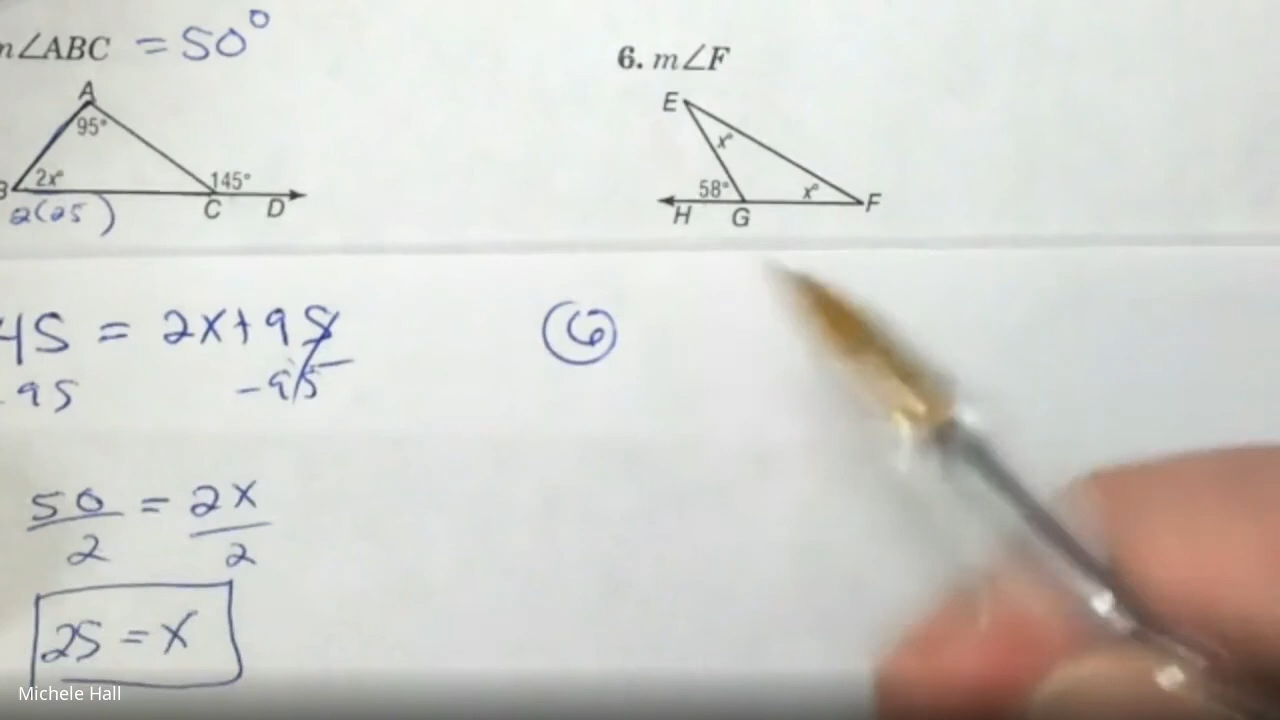 m∠ABC = 50°
A
95°
B
2x°
145°
C
D
2(25)
45 = 2x+95
-95
-95
50 = 2x
2
2
25 = x
6. m∠F
E
x°
58°
x°
H
G
F
6
Michele Hall